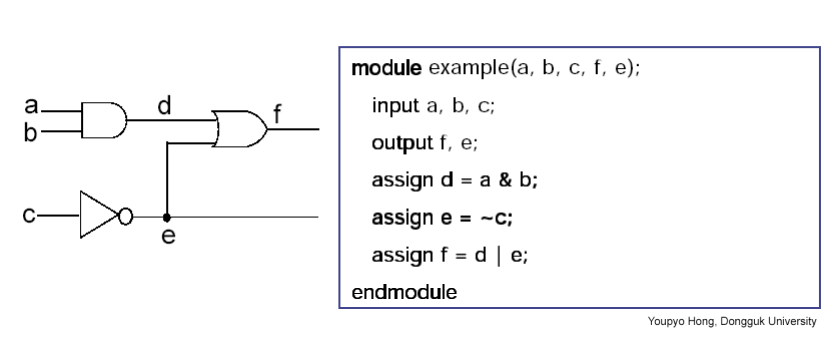 a
b
d
f
c
e
module example(a, b, c, f, e);
input a, b, c;
output f, e;
assign d = a & b;
assign e = ~c;
assign f = d | e;
endmodule
Youpyo Hong, Dongguk University